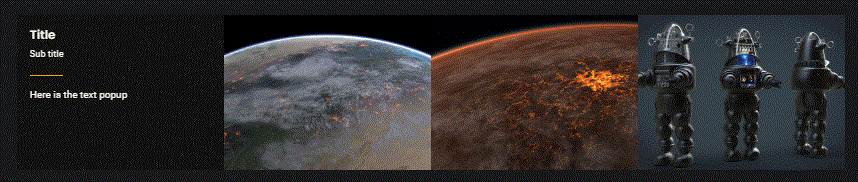 Title
Sub title
Here is the text popup